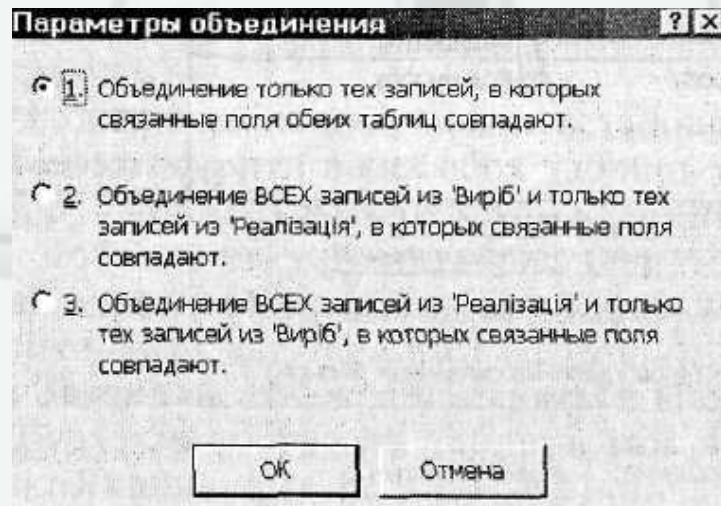 Параметры объединения ? ×
1. Объединение только тех записей, в которых
связанные поля обеих таблиц совпадают.
2. Объединение ВСЕХ записей из 'Виріб' и только тех
записей из 'Реалізація', в которых связанные поля
совпадают.
3. Объединение ВСЕХ записей из 'Реалізація' и только
тех записей из 'Виріб', в которых связанные поля
совпадают.
OK Отмена